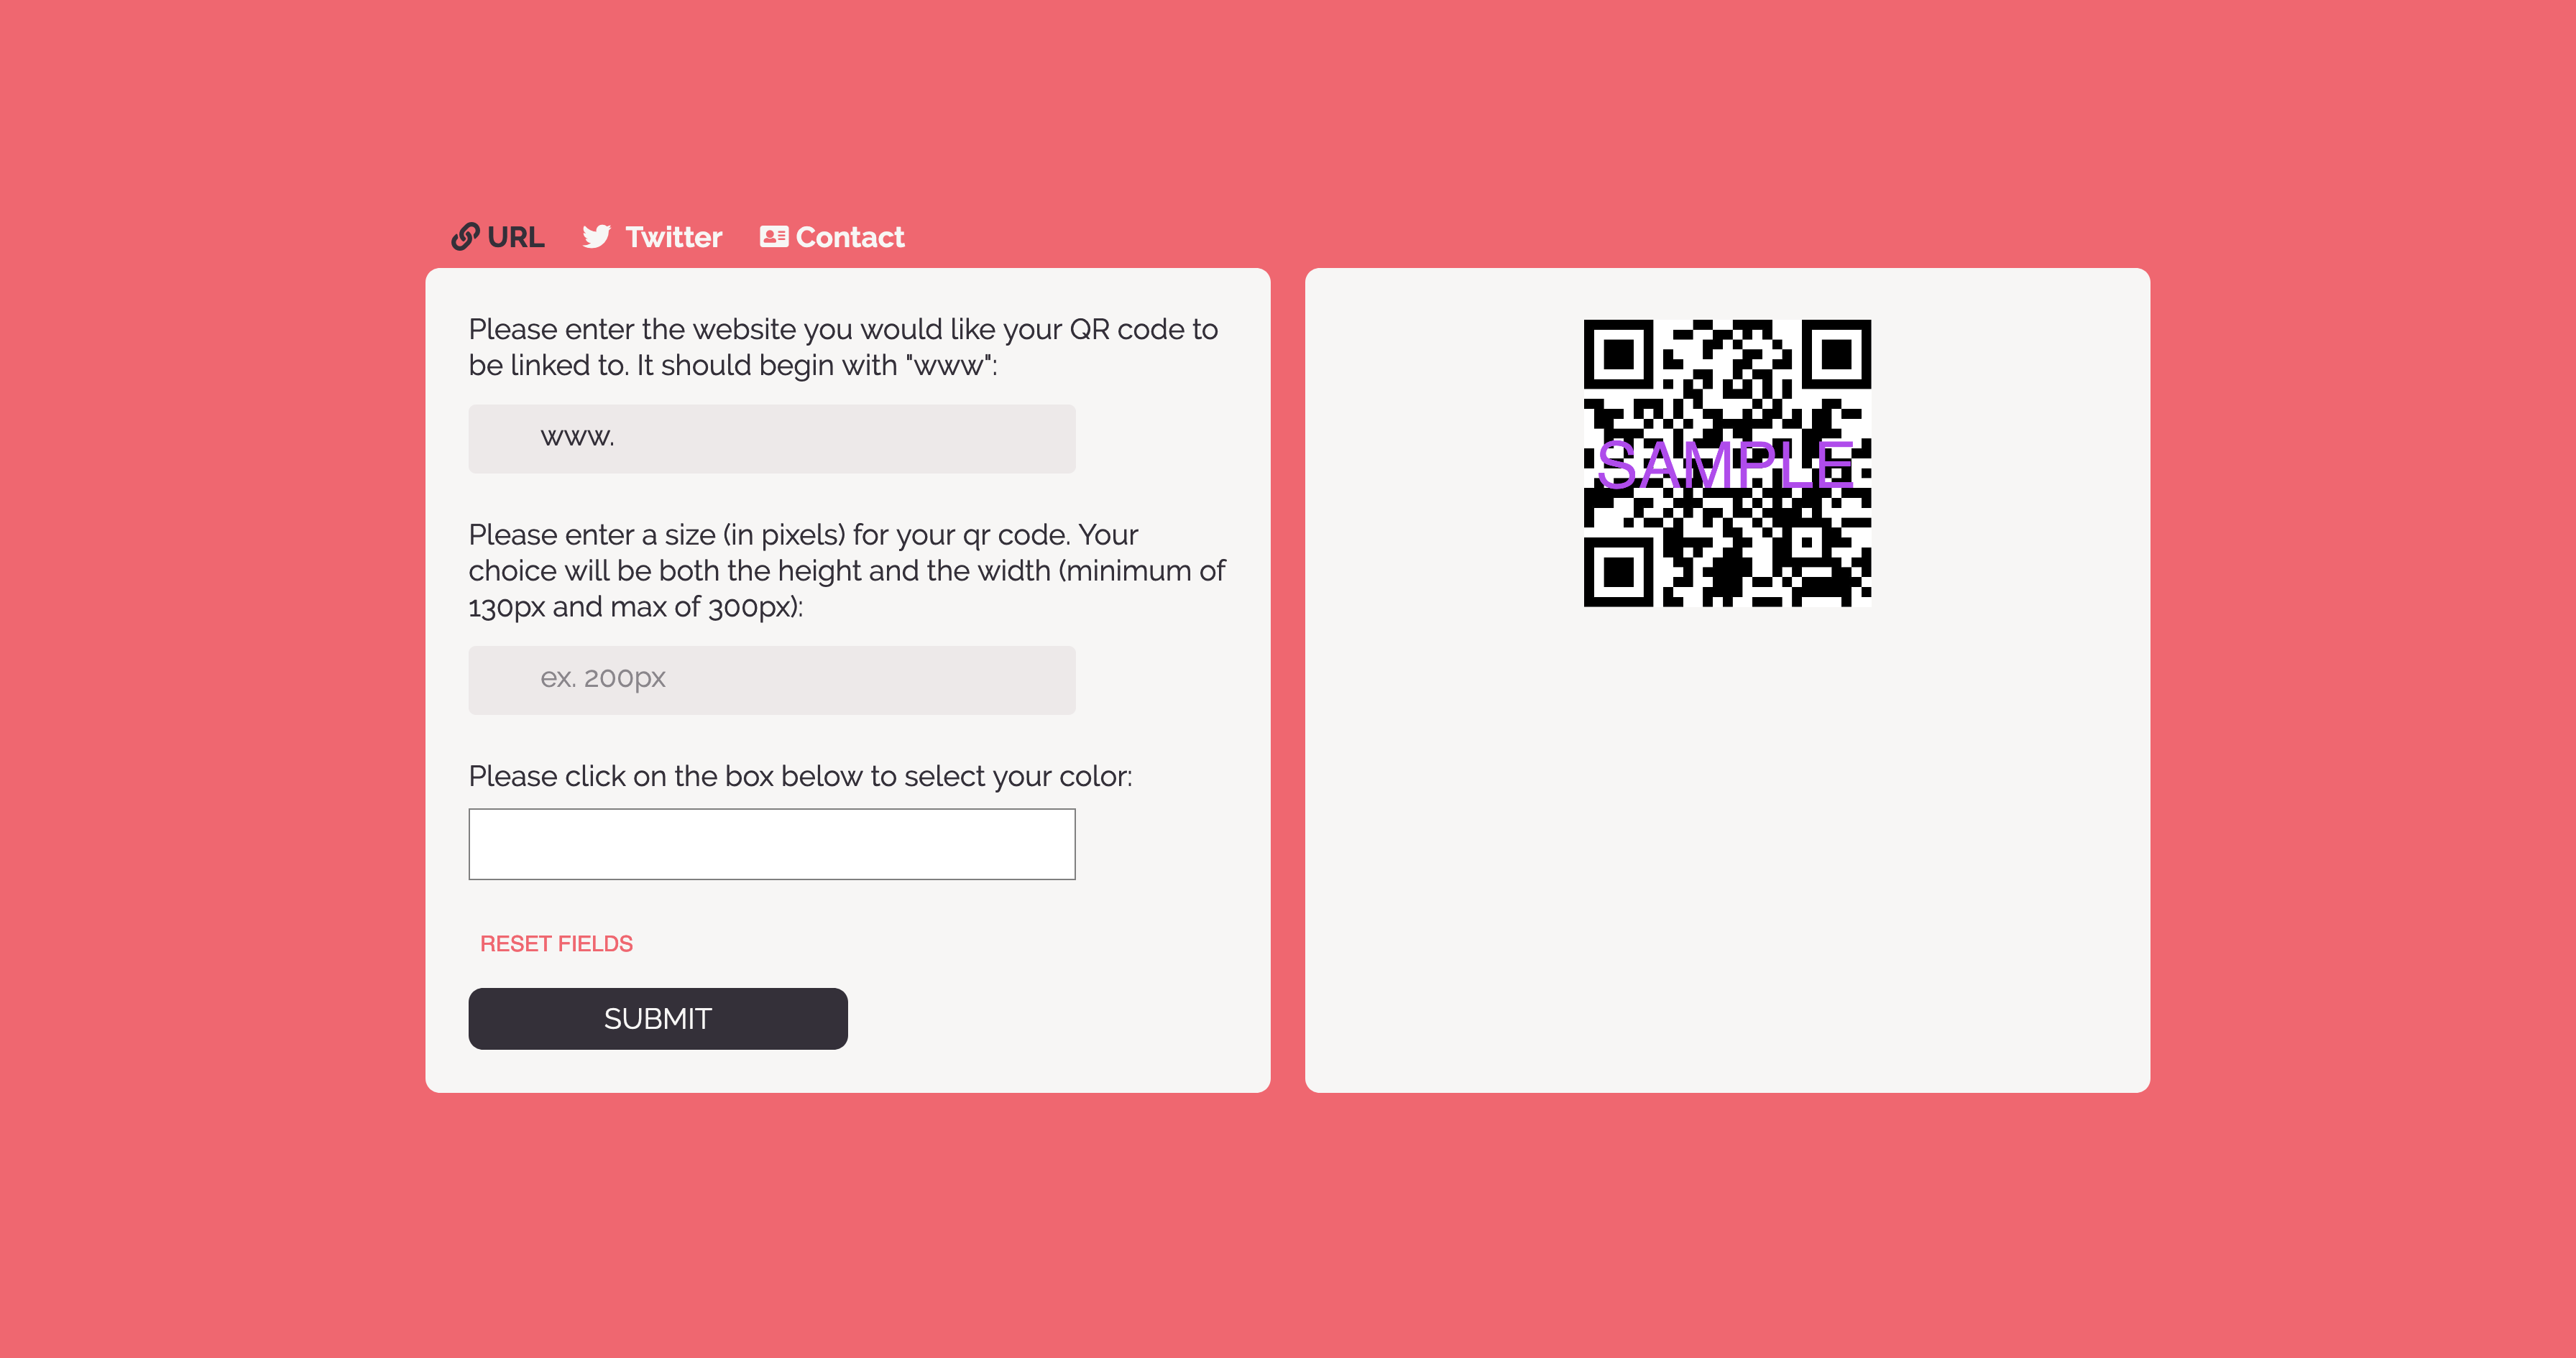 URL Twitter Contact
Please enter the website you would like your QR code to
be linked to. It should begin with "www":
www.
Please enter a size (in pixels) for your qr code. Your
choice will be both the height and the width (minimum of
130px and max of 300px):
ex. 200px
Please click on the box below to select your color:
RESET FIELDS
SUBMIT
SAMPLE